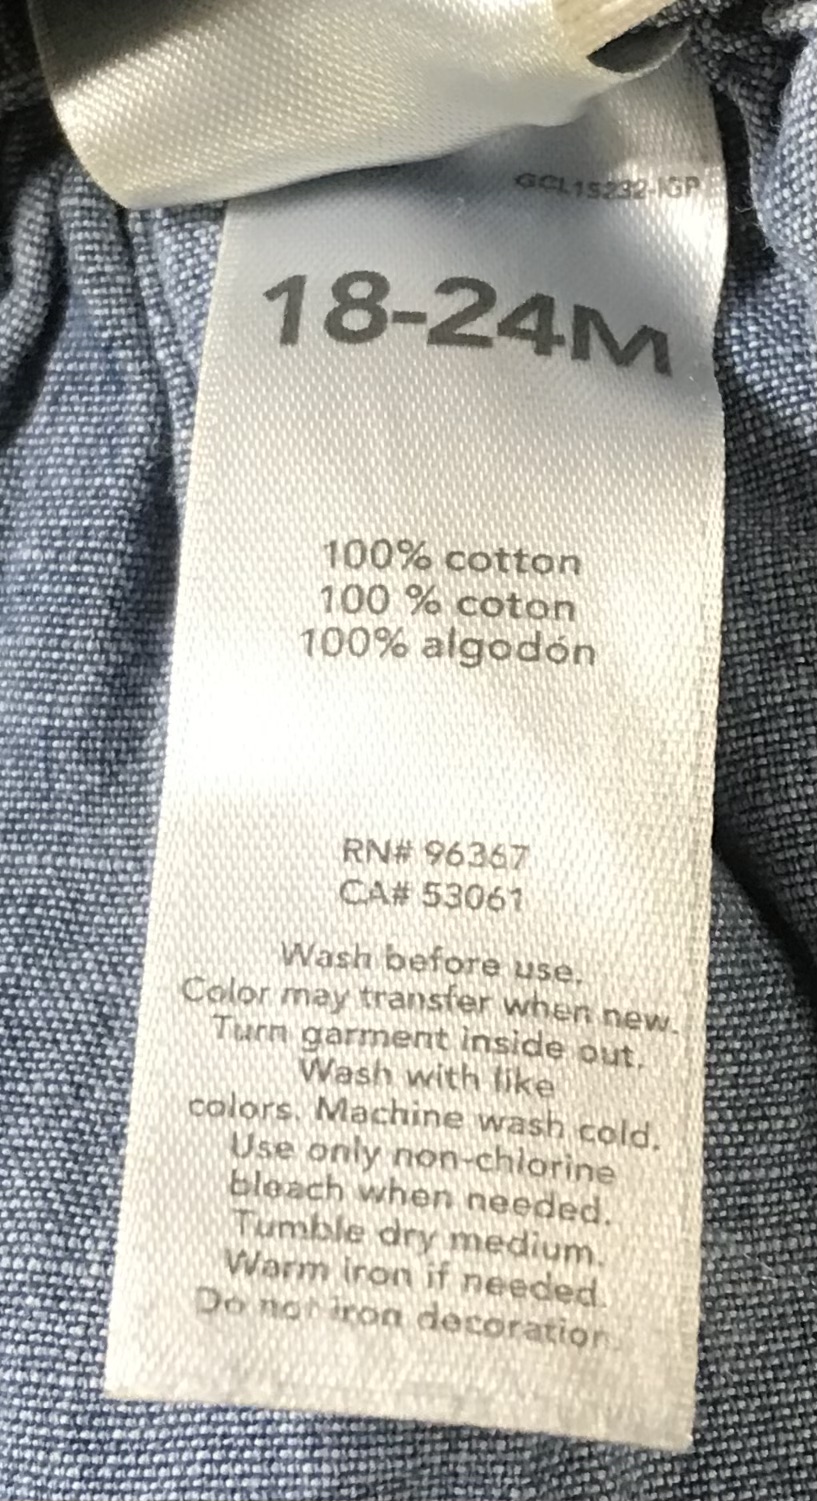 GCL15232-IGP
18-24M
100% cotton
100 % coton
100% algodón
RN# 96367
CA# 53061
Wash before use.
Color may transfer when new.
Turn garment inside out.
Wash with like
colors. Machine wash cold.
Use only non-chlorine
bleach when needed.
Tumble dry medium.
Warm iron if needed.
Do not iron decoration.